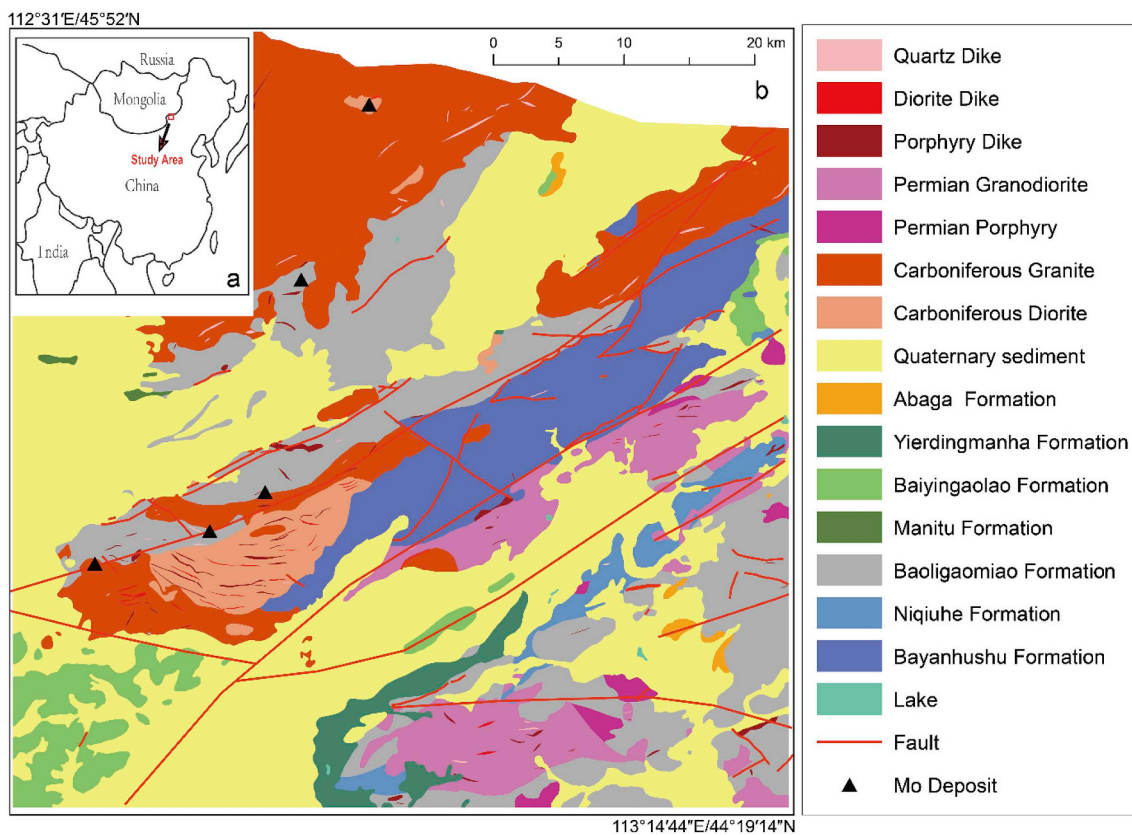 112°31′E/45°52′N
Russia
Mongolia
Study Area
China
India
a
0 5 10 20 km
b
Quartz Dike
Diorite Dike
Porphyry Dike
Permian Granodiorite
Permian Porphyry
Carboniferous Granite
Carboniferous Diorite
Quaternary sediment
Abaga Formation
Yierdingmanha Formation
Baiyingaolao Formation
Manitu Formation
Baoligaomiao Formation
Niqiuhe Formation
Bayanhushu Formation
Lake
Fault
Mo Deposit
113°14′44″E/44°19′14″N